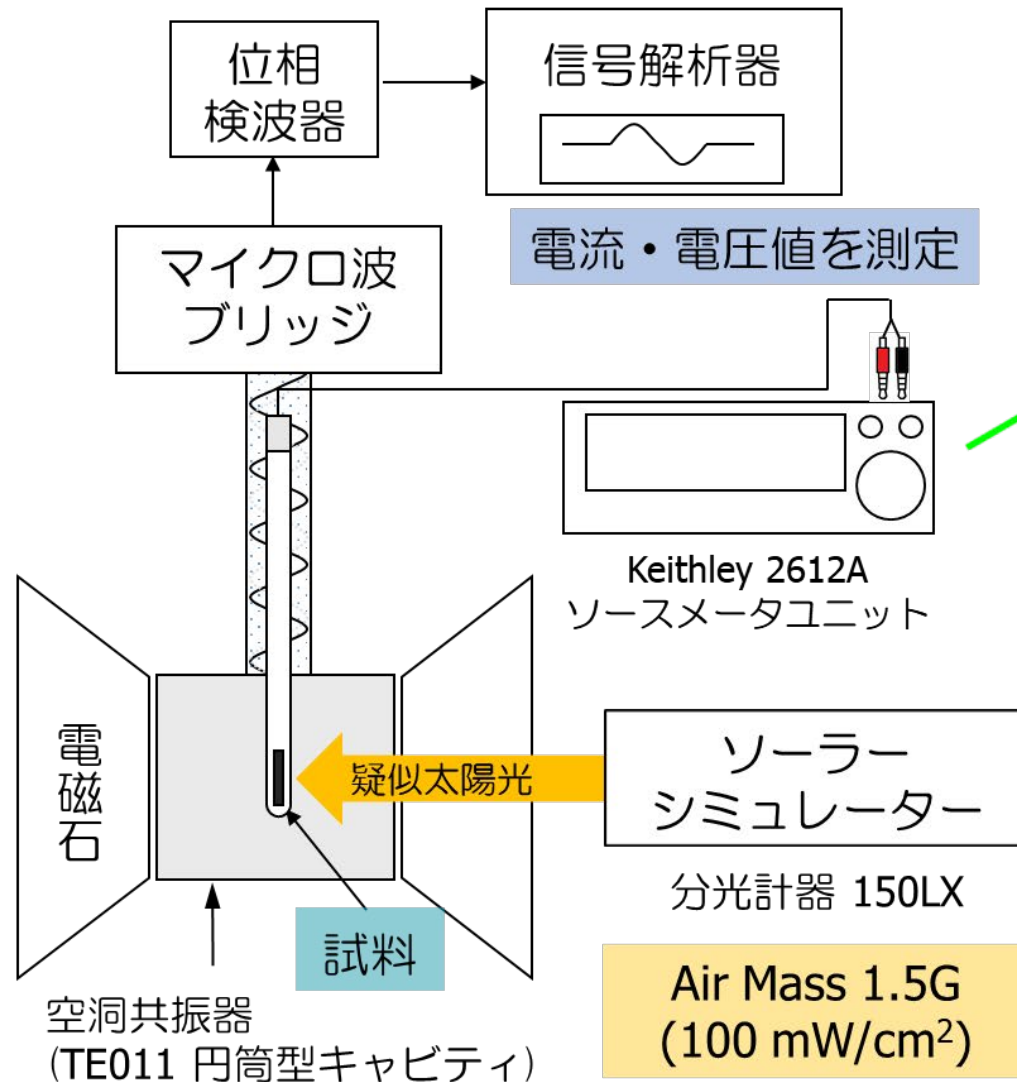 位相
検波器
信号解析器
マイクロ波
ブリッジ
電流・電圧値を測定
Keithley 2612A
ソースメータユニット
電磁石
疑似太陽光
ソーラー
シミュレーター
分光計器 150LX
試料
Air Mass 1.5G
(100 mW/cm²)
空洞共振器
(TE011 円筒型キャビティ)